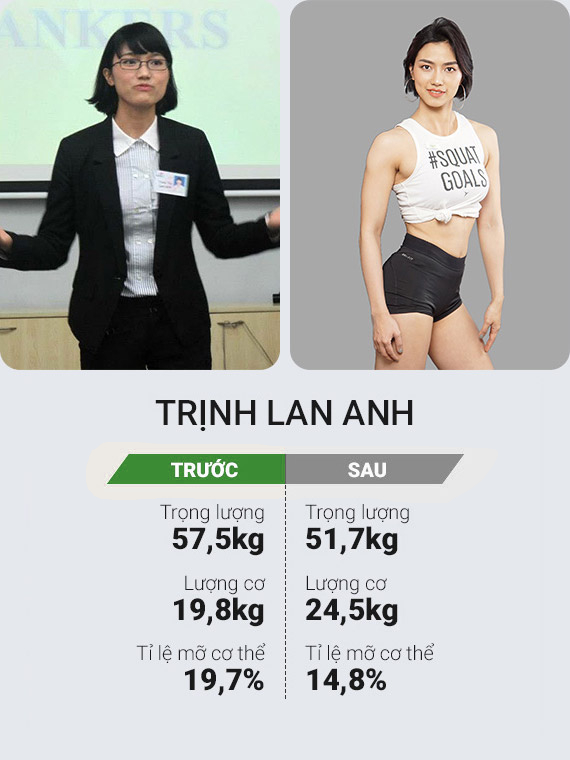 ANKERS
#SQUAT
GOALS
TRỊNH LAN ANH
TRƯỚC
SAU
Trọng lượng
57,5kg
Trọng lượng
51,7kg
Lượng cơ
19,8kg
Lượng cơ
24,5kg
Tỉ lệ mỡ cơ thể
19,7%
Tỉ lệ mỡ cơ thể
14,8%